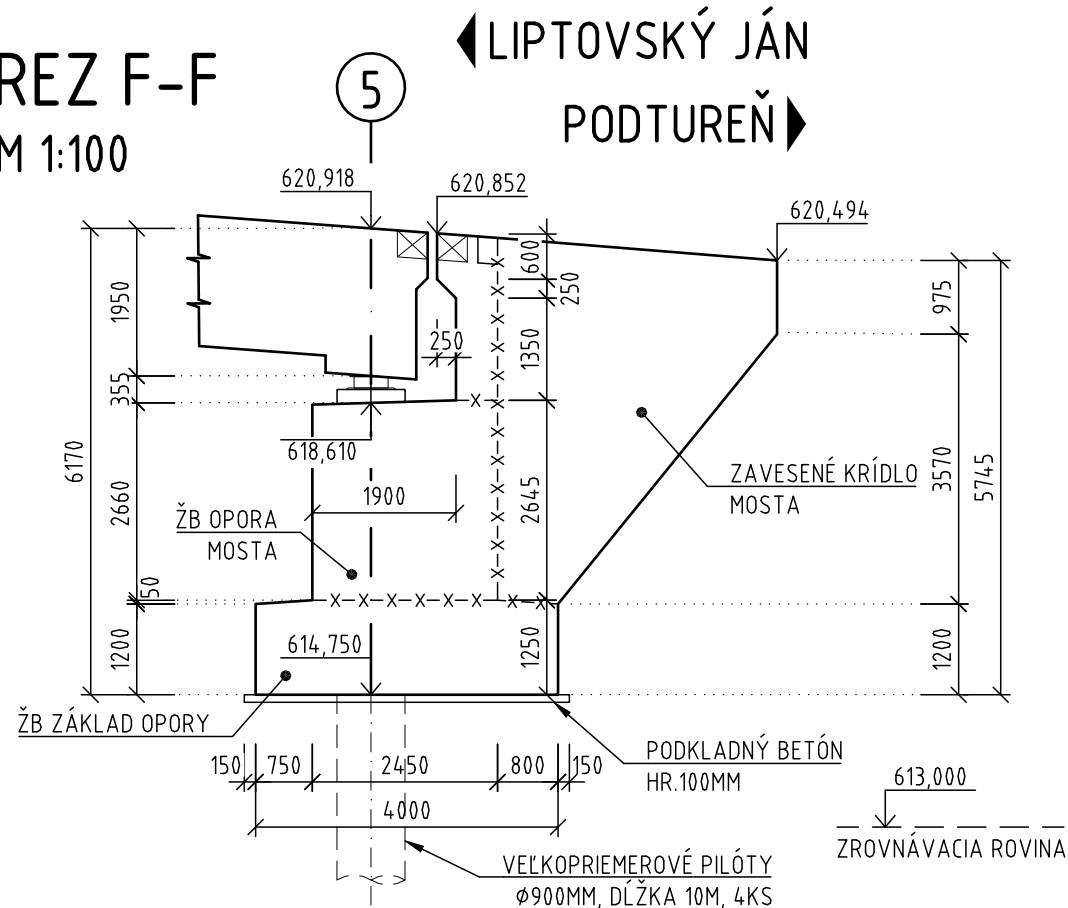 LIPTOVSKÝ JÁN
REZ F-F
5
PODTUREŇ
M 1:100
620,918
620,852
620,494
600
250
1950
975
250
1350
355
618,610
6170
ZAVESENÉ KRÍDLO
MOSTA
3570
5745
2660
1900
2645
ŽB OPORA
MOSTA
50
1200
614,750
1250
1200
ŽB ZÁKLAD OPORY
PODKLADNÝ BETÓN
HR.100MM
150
750
2450
800
150
613,000
4000
ZROVNÁVACIA ROVINA
VEĽKOPRIEMEROVÉ PILÓTY
Ø900MM, DĹŽKA 10M, 4KS